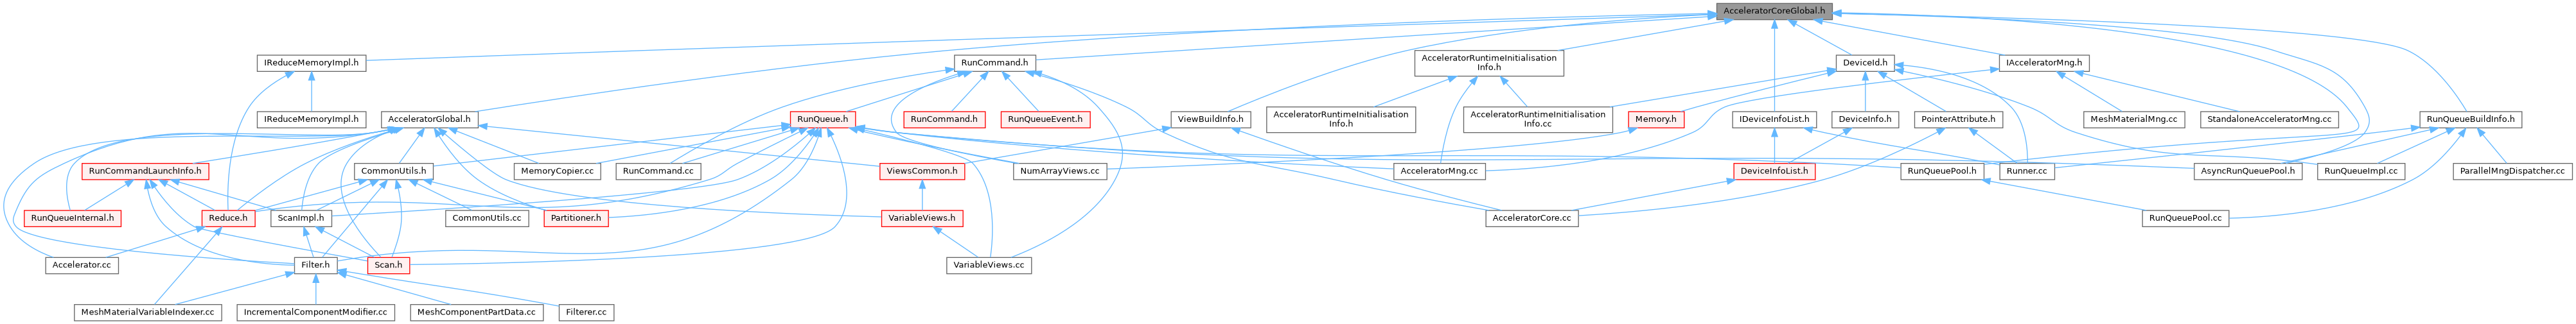 AcceleratorCoreGlobal.h
IReduceMemoryImpl.h
RunCommand.h
AcceleratorRuntimeInitialisation
Info.h
DeviceId.h
IAcceleratorMng.h
IReduceMemoryImpl.h
AcceleratorGlobal.h
RunQueue.h
RunCommand.h
RunQueueEvent.h
ViewBuildInfo.h
AcceleratorRuntimeInitialisation
Info.h
AcceleratorRuntimeInitialisation
Info.cc
Memory.h
IDeviceInfoList.h
DeviceInfo.h
PointerAttribute.h
MeshMaterialMng.cc
StandaloneAcceleratorMng.cc
RunQueueBuildInfo.h
RunCommandLaunchInfo.h
CommonUtils.h
MemoryCopier.cc
RunCommand.cc
ViewsCommon.h
NumArrayViews.cc
AcceleratorMng.cc
DeviceInfoList.h
RunQueuePool.h
Runner.cc
AsyncRunQueuePool.h
RunQueueImpl.cc
ParallelMngDispatcher.cc
RunQueueInternal.h
Reduce.h
ScanImpl.h
CommonUtils.cc
Partitioner.h
VariableViews.h
AcceleratorCore.cc
RunQueuePool.cc
Accelerator.cc
Filter.h
Scan.h
VariableViews.cc
MeshMaterialVariableIndexer.cc
IncrementalComponentModifier.cc
MeshComponentPartData.cc
Filterer.cc